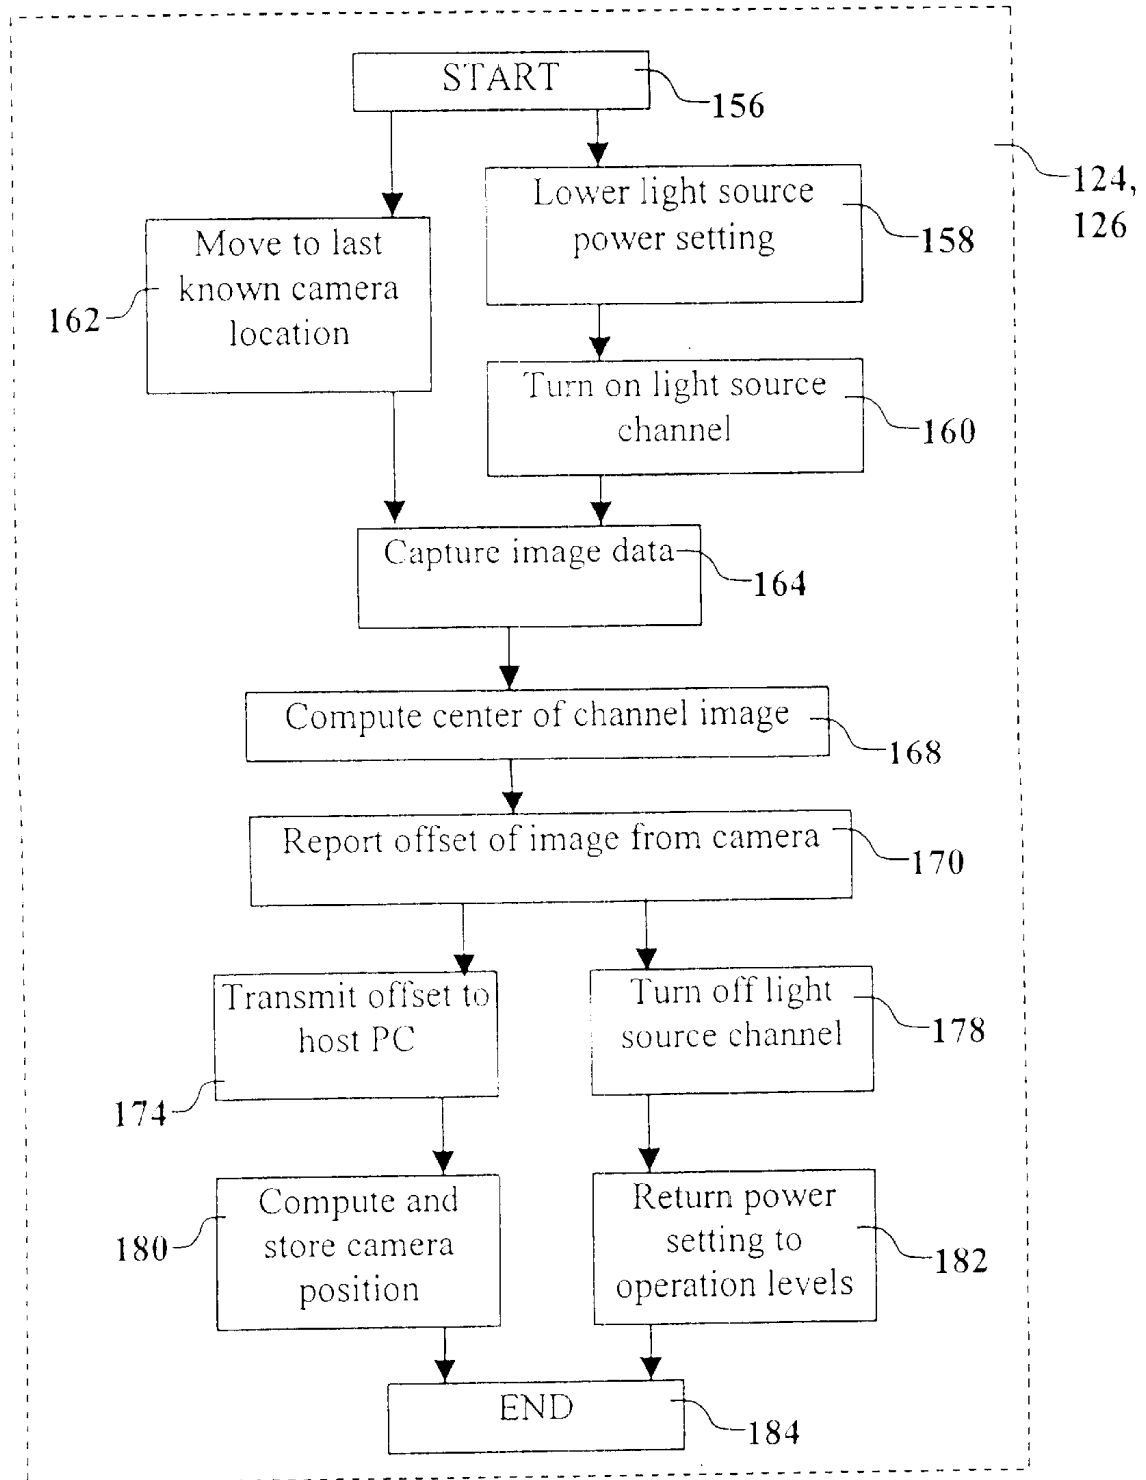 START
156
124,
126
Lower light source
power setting
158
Move to last
known camera
location
162
Turn on light source
channel
160
Capture image data
164
Compute center of channel image
168
Report offset of image from camera
170
Transmit offset to
host PC
174
Turn off light
source channel
178
Compute and
store camera
position
180
Return power
setting to
operation levels
182
END
184